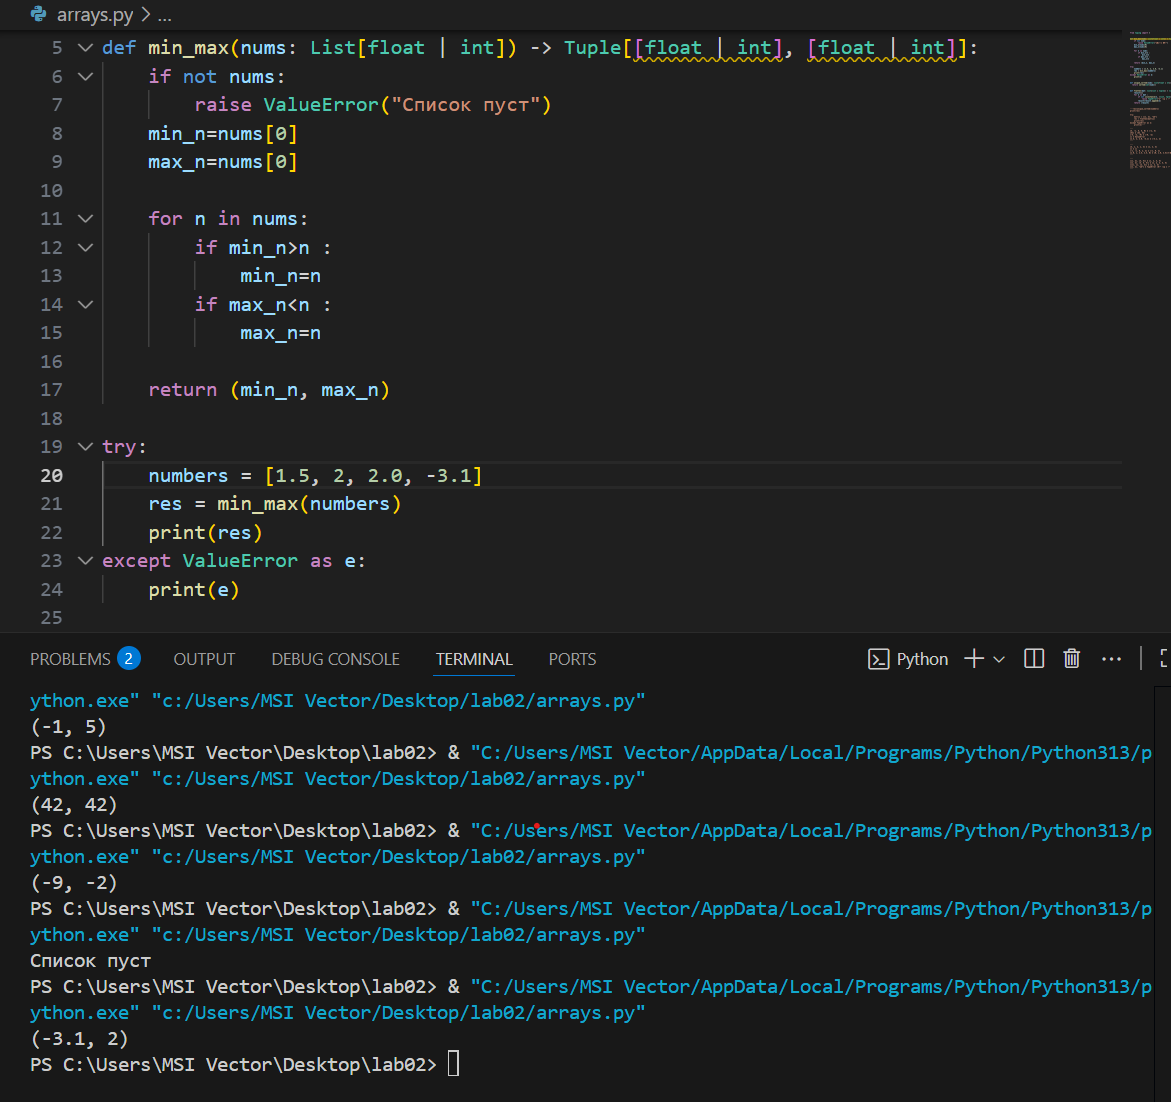 arrays.py > ...
5 def min_max(nums: List[float | int]) -> Tuple[[float | int], [float | int]]:
6 if not nums:
7 raise ValueError("Список пуст")
8 min_n=nums[0]
9 max_n=nums[0]
10
11 for n in nums:
12 if min_n>n :
13 min_n=n
14 if max_n<n :
15 max_n=n
16
17 return (min_n, max_n)
18
19 try:
20 numbers = [1.5, 2, 2.0, -3.1]
21 res = min_max(numbers)
22 print(res)
23 except ValueError as e:
24 print(e)
25
PROBLEMS 2 OUTPUT DEBUG CONSOLE TERMINAL PORTS Python
ython.exe" "c:/Users/MSI Vector/Desktop/lab02/arrays.py"
(-1, 5)
PS C:\Users\MSI Vector\Desktop\lab02> & "C:/Users/MSI Vector/AppData/Local/Programs/Python/Python313/p
ython.exe" "c:/Users/MSI Vector/Desktop/lab02/arrays.py"
(42, 42)
PS C:\Users\MSI Vector\Desktop\lab02> & "C:/Users/MSI Vector/AppData/Local/Programs/Python/Python313/p
ython.exe" "c:/Users/MSI Vector/Desktop/lab02/arrays.py"
(-9, -2)
PS C:\Users\MSI Vector\Desktop\lab02> & "C:/Users/MSI Vector/AppData/Local/Programs/Python/Python313/p
ython.exe" "c:/Users/MSI Vector/Desktop/lab02/arrays.py"
Список пуст
PS C:\Users\MSI Vector\Desktop\lab02> & "C:/Users/MSI Vector/AppData/Local/Programs/Python/Python313/p
ython.exe" "c:/Users/MSI Vector/Desktop/lab02/arrays.py"
(-3.1, 2)
PS C:\Users\MSI Vector\Desktop\lab02>